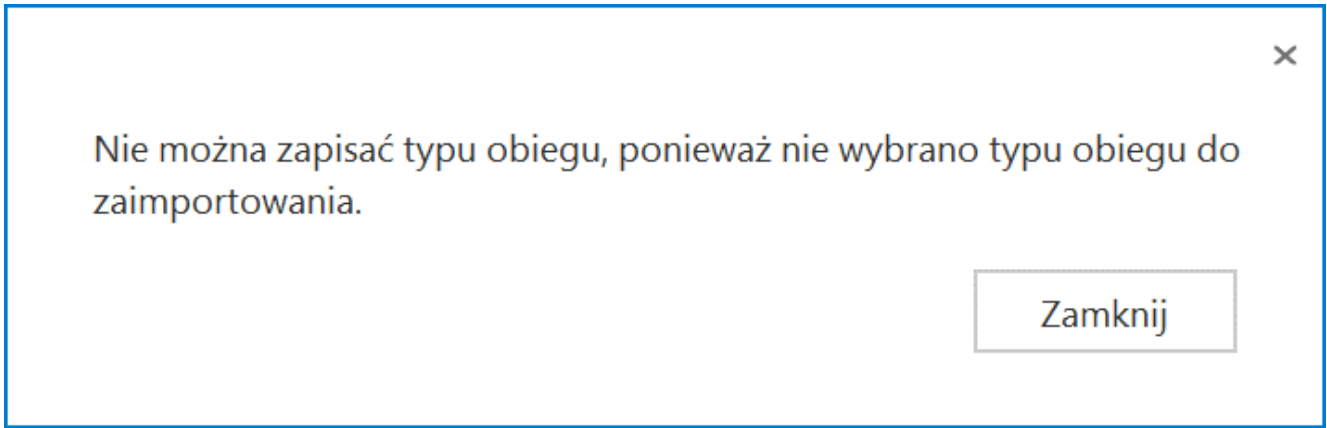 Nie można zapisać typu obiegu, ponieważ nie wybrano typu obiegu do
zaimportowania.
Zamknij